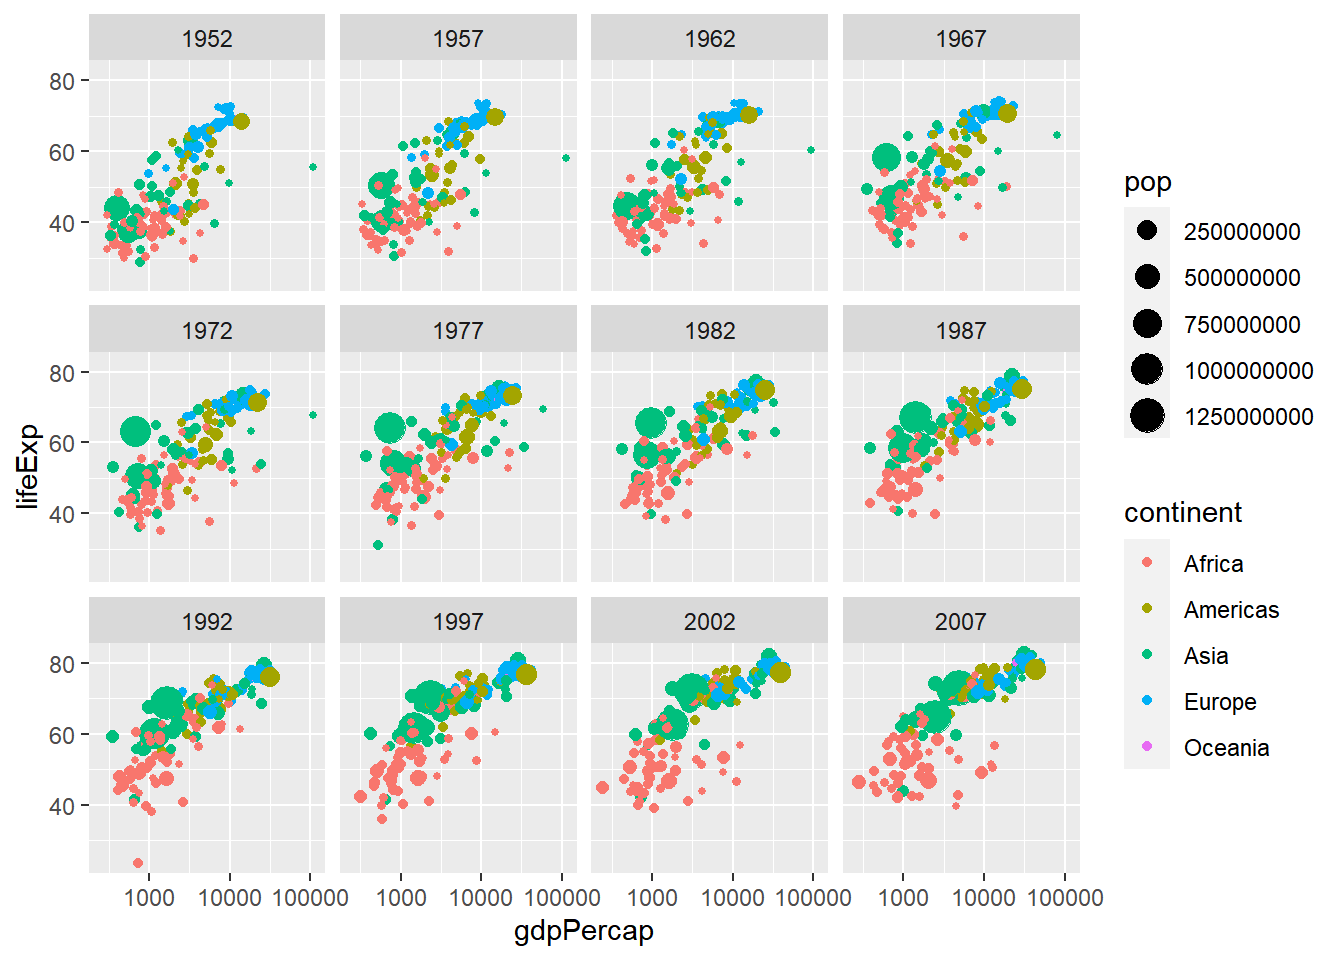 1952 1957 1962 1967
80
60
40
1972 1977 1982 1987
80
60
40
1992 1997 2002 2007
80
60
40
1000 10000 100000 1000 10000 100000 1000 10000 100000 1000 10000 100000
gdpPercap
lifeExp
pop
250000000
500000000
750000000
1000000000
1250000000
continent
Africa
Americas
Asia
Europe
Oceania